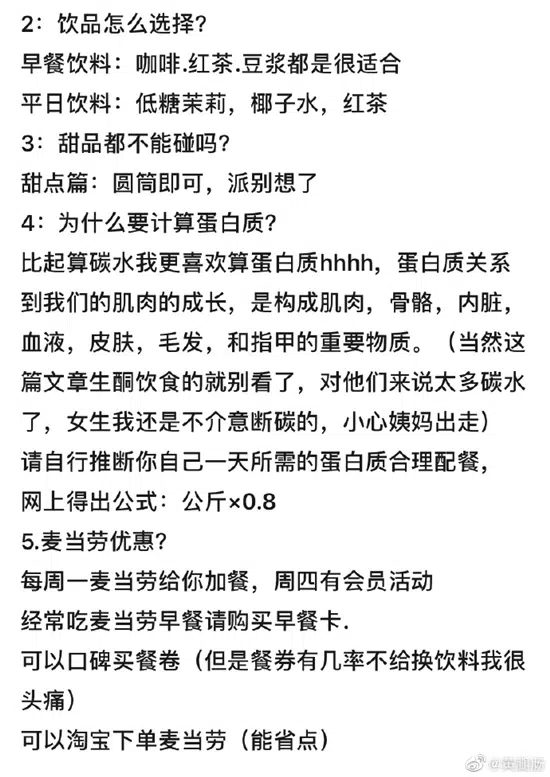 2：饮品怎么选择?
早餐饮料：咖啡.红茶.豆浆都是很适合
平日饮料：低糖茉莉，椰子水，红茶
3：甜品都不能碰吗?
甜点篇：圆筒即可，派别想了
4：为什么要计算蛋白质?
比起算碳水我更喜欢算蛋白质hhhh，蛋白质关系
到我们的肌肉的成长，是构成肌肉，骨骼，内脏，
血液，皮肤，毛发，和指甲的重要物质。（当然这
篇文章生酮饮食的就别看了，对他们来说太多碳水
了，女生我还是不介意断碳的，小心姨妈出走）
请自行推断你自己一天所需的蛋白质合理配餐，
网上得出公式：公斤×0.8
5.麦当劳优惠?
每周一麦当劳给你加餐，周四有会员活动
经常吃麦当劳早餐请购买早餐卡.
可以口碑买餐卷（但是餐券有几率不给换饮料我很
头痛）
可以淘宝下单麦当劳（能省点）